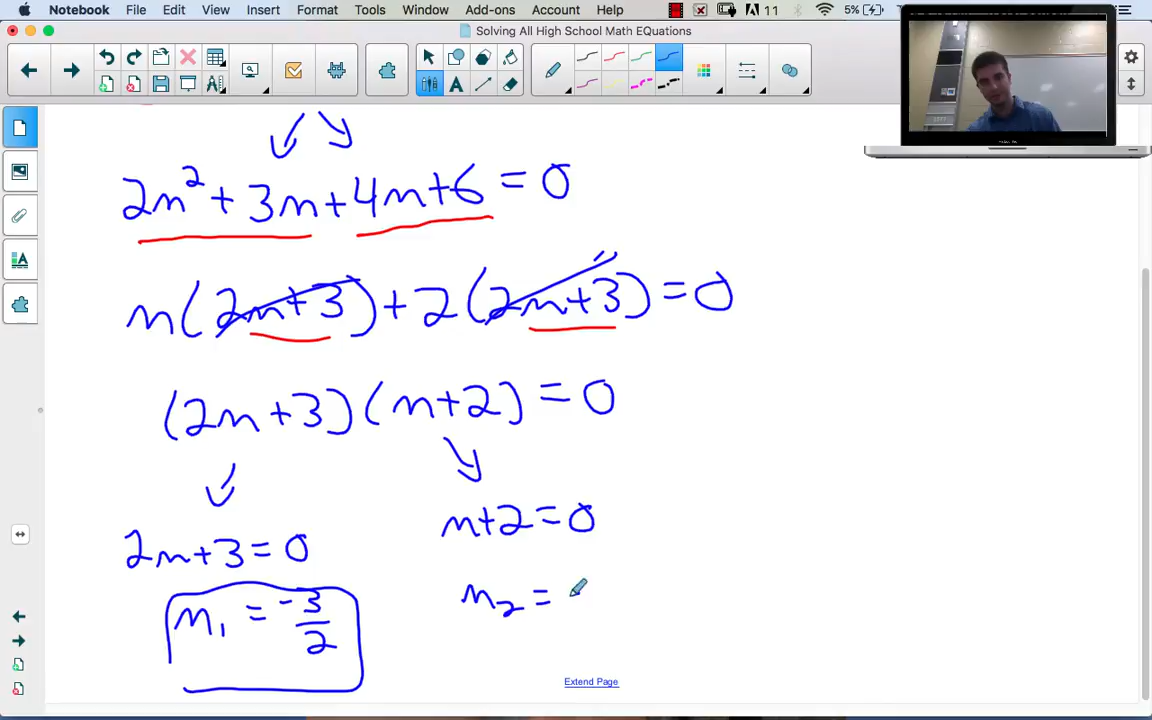 Notebook File Edit View Insert Format Tools Window Add-ons Account Help 11 5%
Solving All High School Math EQuations
2m² + 3m + 4m + 6 = 0
m(2m+3) + 2(2m+3) = 0
(2m+3)(m+2) = 0
m+2 = 0
2m+3 = 0
m₂ =
m₁ = -3/2
Extend Page